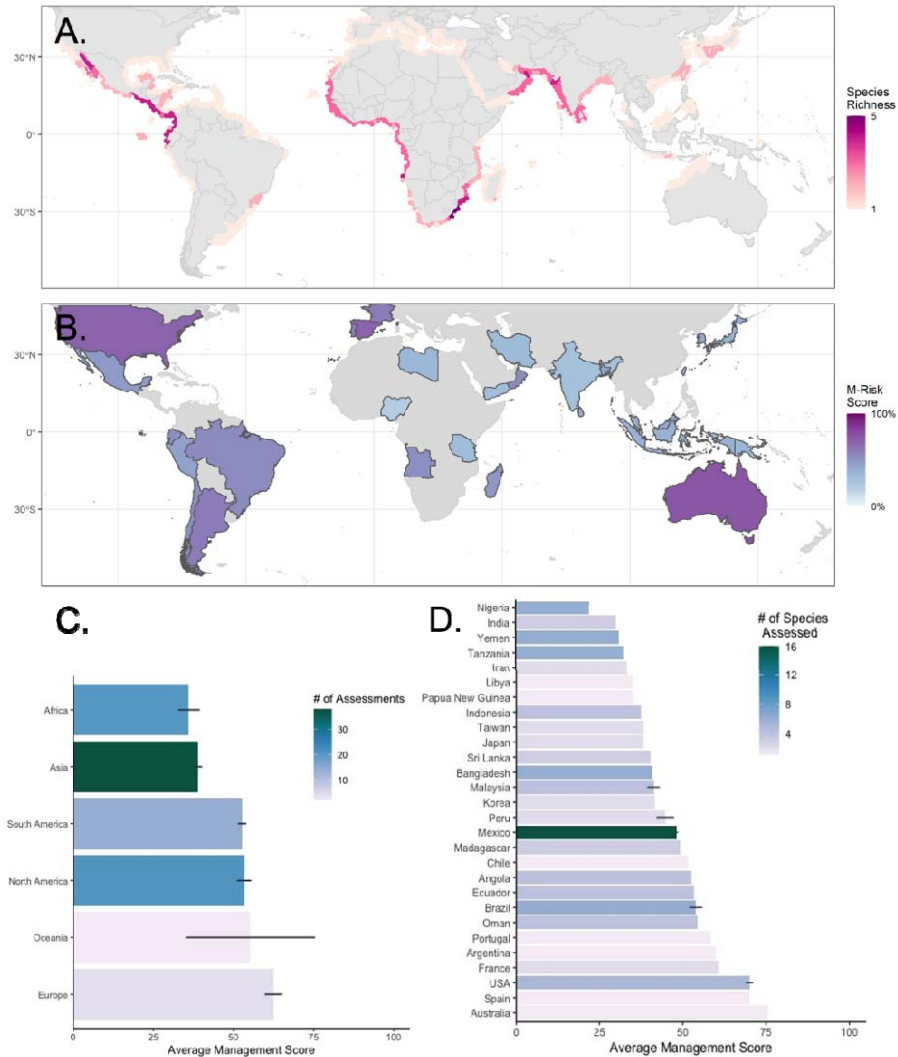 A.
30°N
0°
30°S
Species
Richness
5
1
B.
30°N
0°
30°S
M-Risk
Score
100%
0%
C.
Africa
Asia
South America
North America
Oceania
Europe
0
25
50
75
100
Average Management Score
# of Assessments
30
20
10
D.
Nigeria
India
Yemen
Tanzania
Iran
Libya
Papua New Guinea
Indonesia
Taiwan
Japan
Sri Lanka
Bangladesh
Malaysia
Korea
Peru
Mexico
Madagascar
Chile
Angola
Ecuador
Brazil
Oman
Portugal
Argentina
France
USA
Spain
Australia
0
25
50
75
100
Average Management Score
# of Species
Assessed
16
12
8
4